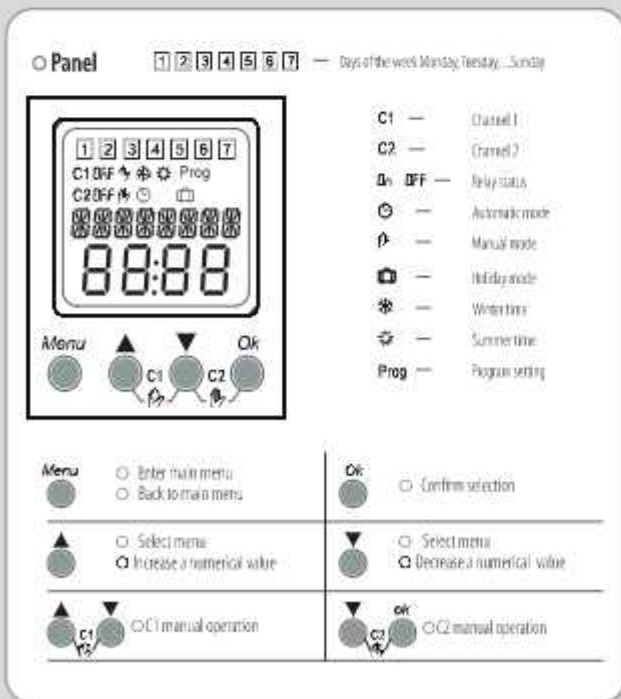 Panel
1 2 3 4 5 6 7 — Days of the week Monday, Tuesday, ...Sunday
1 2 3 4 5 6 7
C1 OFF Prog
C2 OFF
88:88
Menu ▲ ▼ Ok
C1 C2
C1 — Channel 1
C2 — Channel 2
On OFF — Relay status
— Automatic mode
— Manual mode
— Holiday mode
— Winter time
— Summer time
Prog — Program setting
Menu
Enter main menu
Back to main menu
Ok
Confirm selection
▲
Select menu
Increase a numerical value
▼
Select menu
Decrease a numerical value
▲ ▼
C1
C1 manual operation
▼ ok
C2
C2 manual operation